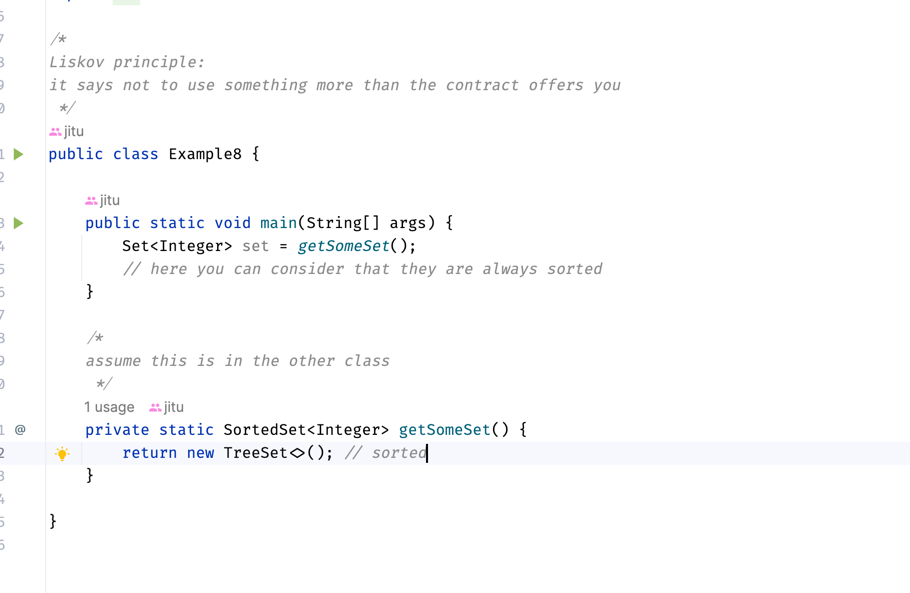 /*
Liskov principle:
it says not to use something more than the contract offers you
*/
jitu
public class Example8 {
jitu
public static void main(String[] args) {
Set<Integer> set = getSomeSet();
// here you can consider that they are always sorted
}
/*
assume this is in the other class
*/
1 usage jitu
@ private static SortedSet<Integer> getSomeSet() {
return new TreeSet<>(); // sorted
}
}